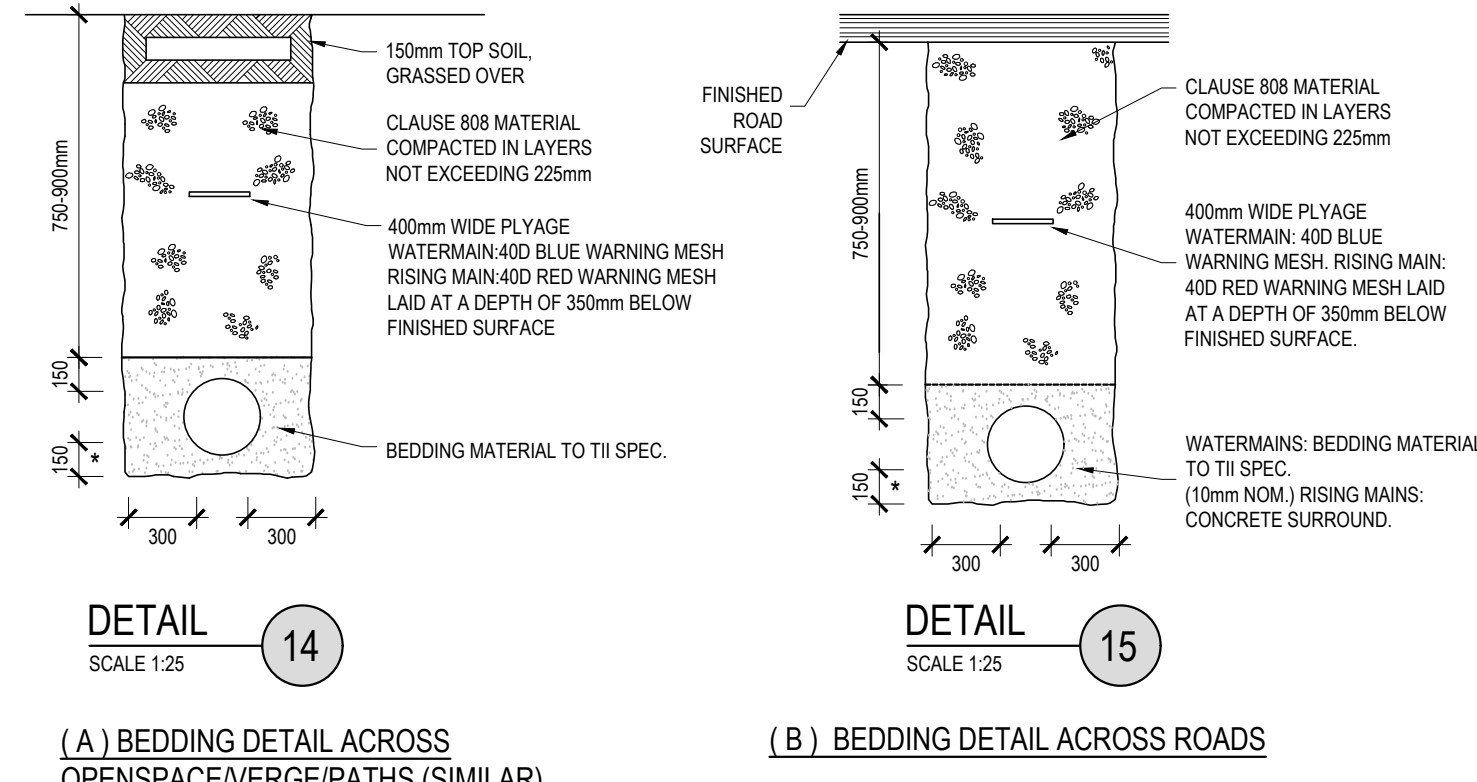 150mm TOP SOIL,
GRASSED OVER
CLAUSE 808 MATERIAL
COMPACTED IN LAYERS
NOT EXCEEDING 225mm
400mm WIDE PLYAGE
WATERMAIN:40D BLUE WARNING MESH
RISING MAIN:40D RED WARNING MESH
LAID AT A DEPTH OF 350mm BELOW
FINISHED SURFACE
BEDDING MATERIAL TO TII SPEC.
750-900mm
150
150 *
300
300
DETAIL
14
SCALE 1:25
( A ) BEDDING DETAIL ACROSS
OPENSPACE/VERGE/PATHS (SIMILAR)
FINISHED
ROAD
SURFACE
CLAUSE 808 MATERIAL
COMPACTED IN LAYERS
NOT EXCEEDING 225mm
400mm WIDE PLYAGE
WATERMAIN: 40D BLUE
WARNING MESH. RISING MAIN:
40D RED WARNING MESH LAID
AT A DEPTH OF 350mm BELOW
FINISHED SURFACE.
WATERMAINS: BEDDING MATERIAL
TO TII SPEC.
(10mm NOM.) RISING MAINS:
CONCRETE SURROUND.
750-900mm
150
150 *
300
300
DETAIL
15
SCALE 1:25
( B ) BEDDING DETAIL ACROSS ROADS